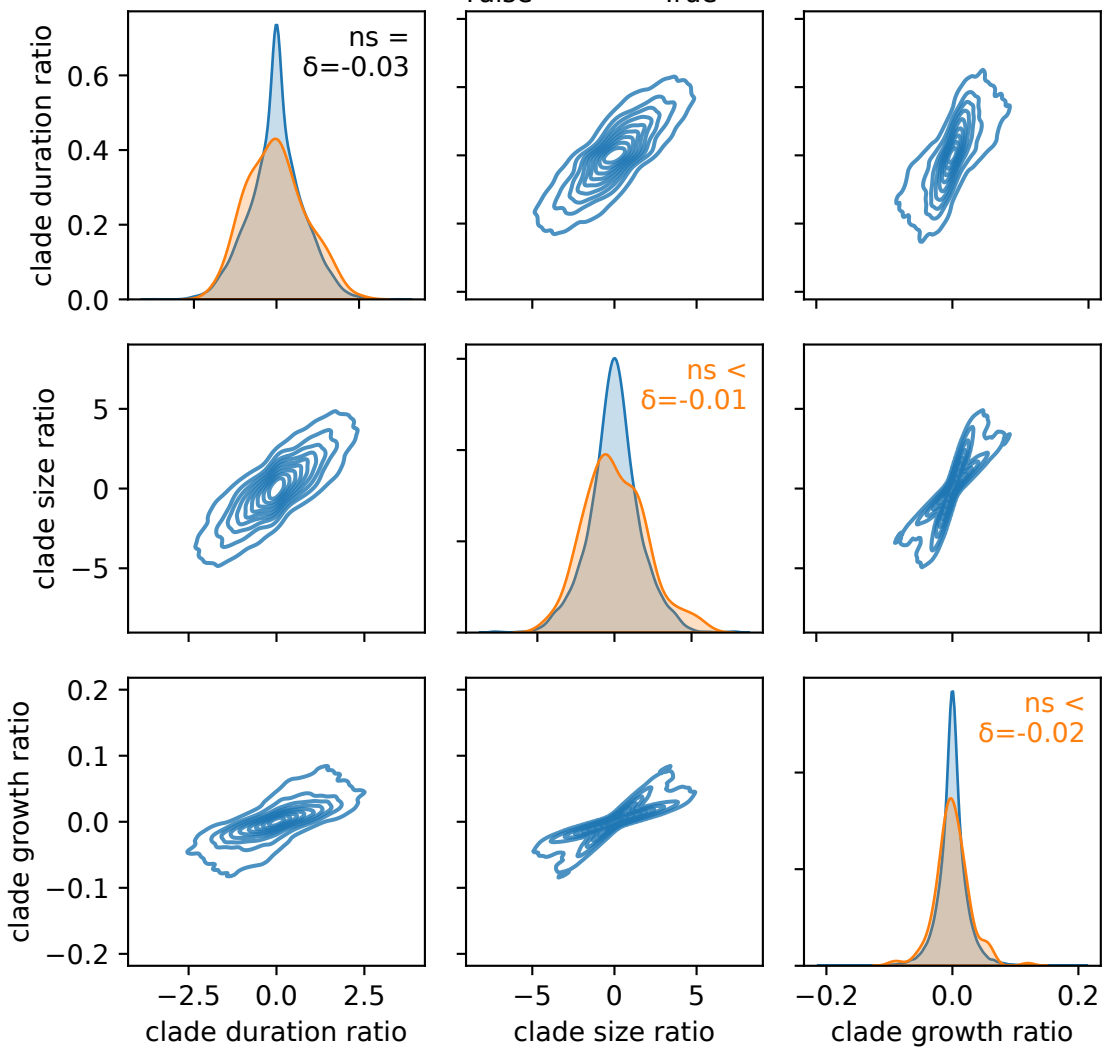 ns =
δ=-0.03
clade duration ratio
0.6
0.4
0.2
0.0
ns <
δ=-0.01
clade size ratio
5
0
−5
ns <
δ=-0.02
clade growth ratio
0.2
0.1
0.0
−0.1
−0.2
−2.5 0.0 2.5
−5 0 5
−0.2 0.0 0.2
clade duration ratio
clade size ratio
clade growth ratio